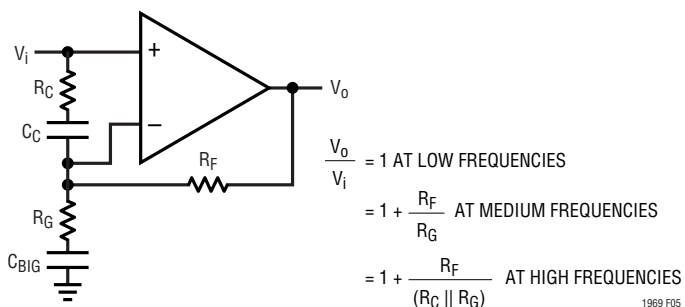 Vi
+
RC
CC
−
Vo
RF
RG
CBIG
Vo
Vi
= 1 AT LOW FREQUENCIES
= 1 + RF
RG
AT MEDIUM FREQUENCIES
= 1 + RF
(RC || RG)
AT HIGH FREQUENCIES
1969 F05